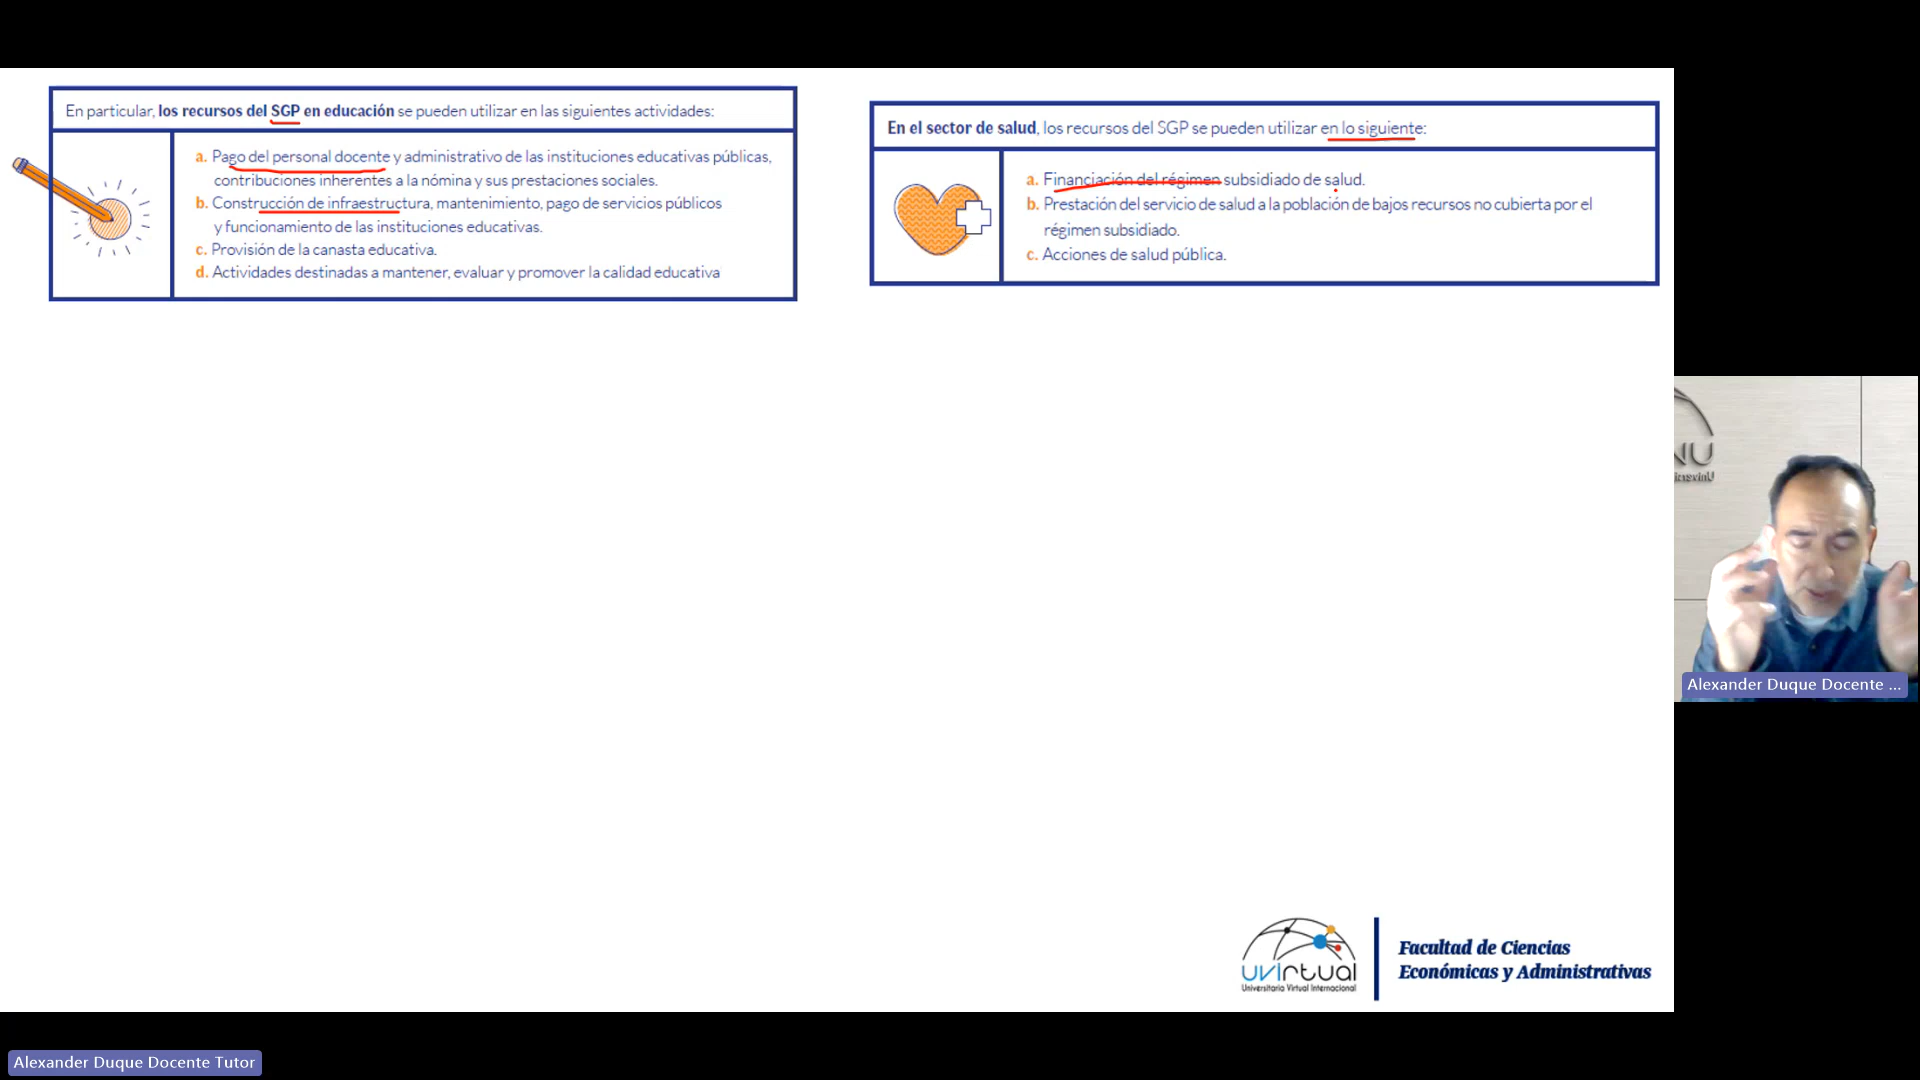 En particular, los recursos del SGP en educación se pueden utilizar en las siguientes actividades:
a. Pago del personal docente y administrativo de las instituciones educativas públicas,
contribuciones inherentes a la nómina y sus prestaciones sociales.
b. Construcción de infraestructura, mantenimiento, pago de servicios públicos
y funcionamiento de las instituciones educativas.
c. Provisión de la canasta educativa.
d. Actividades destinadas a mantener, evaluar y promover la calidad educativa
En el sector de salud, los recursos del SGP se pueden utilizar en lo siguiente:
a. Financiación del régimen subsidiado de salud.
b. Prestación del servicio de salud a la población de bajos recursos no cubierta por el
régimen subsidiado.
c. Acciones de salud pública.
Alexander Duque Docente ...
uvirtual
Universitaria Virtual Internacional
Facultad de Ciencias
Económicas y Administrativas
Alexander Duque Docente Tutor